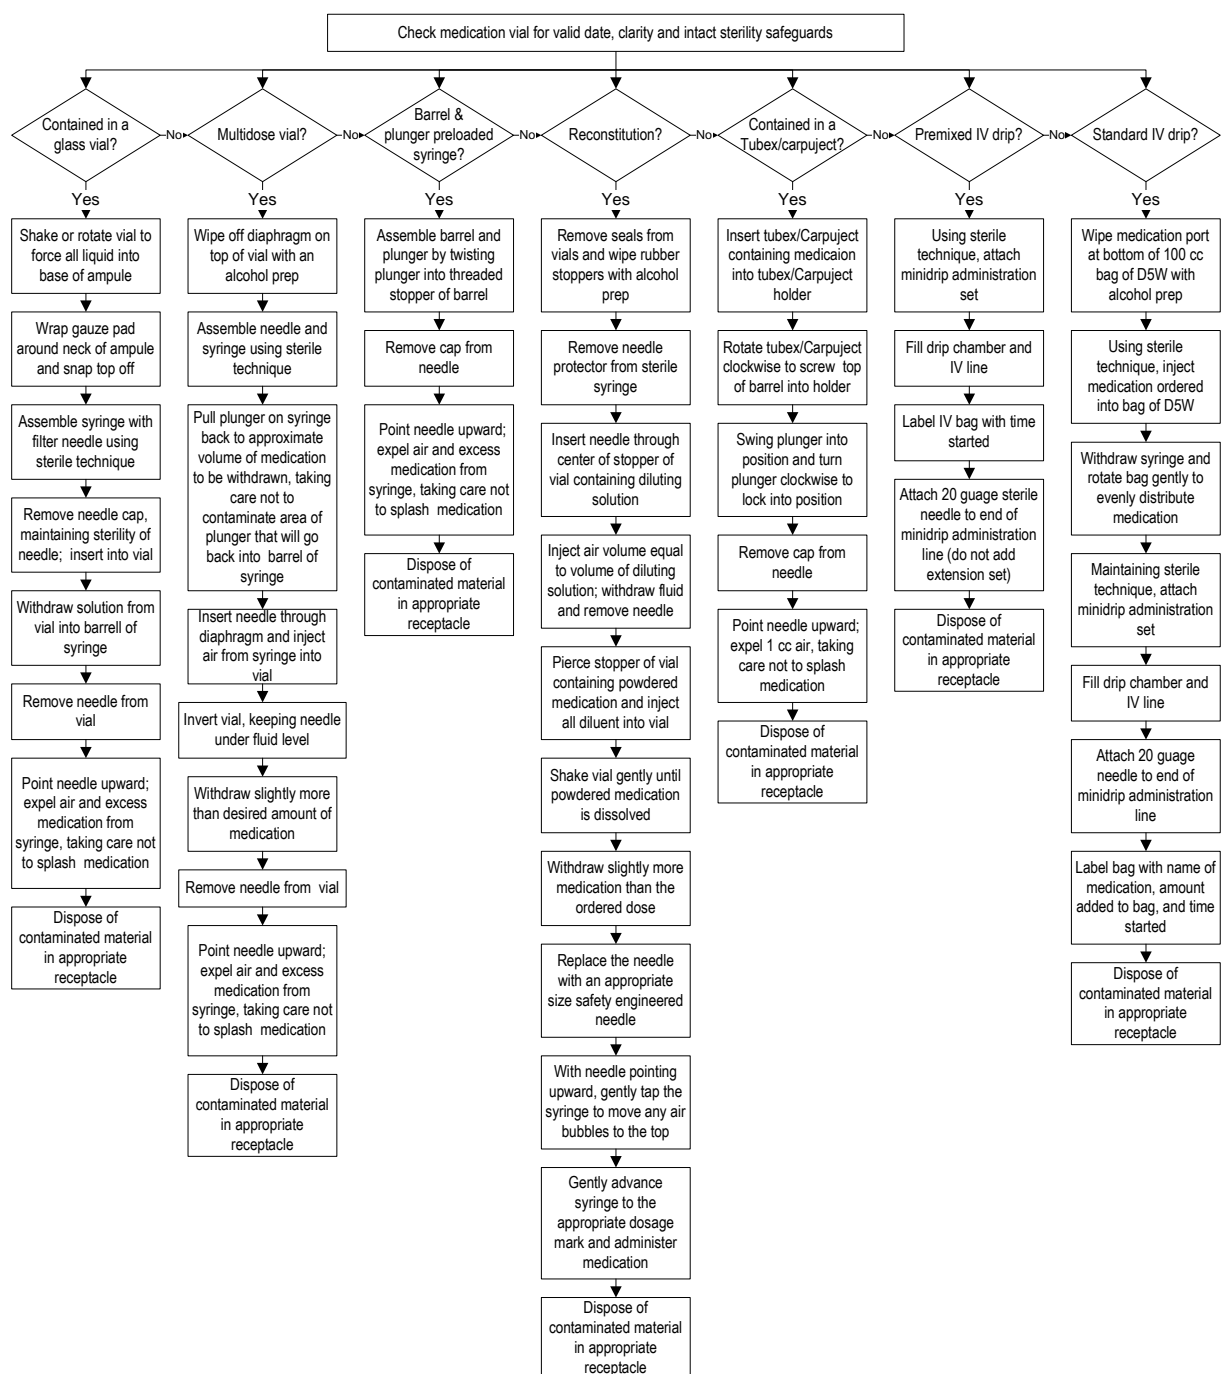 Check medication vial for valid date, clarity and intact sterility safeguards
Contained in a
glass vial?
No
Multidose vial?
No
Barrel &
plunger preloaded
syringe?
No
Reconstitution?
No
Contained in a
Tubex/carpuject?
No
Premixed IV drip?
No
Standard IV drip?
Yes
Shake or rotate vial to
force all liquid into
base of ampule
Wrap gauze pad
around neck of ampule
and snap top off
Assemble syringe with
filter needle using
sterile technique
Remove needle cap,
maintaining sterility of
needle; insert into vial
Withdraw solution from
vial into barrell of
syringe
Remove needle from
vial
Point needle upward;
expel air and excess
medication from
syringe, taking care not
to splash medication
Dispose of
contaminated material
in appropriate
receptacle
Yes
Wipe off diaphragm on
top of vial with an
alcohol prep
Assemble needle and
syringe using sterile
technique
Pull plunger on syringe
back to approximate
volume of medication
to be withdrawn, taking
care not to
contaminate area of
plunger that will go
back into barrel of
syringe
Insert needle through
diaphragm and inject
air from syringe into
vial
Invert vial, keeping needle
under fluid level
Withdraw slightly more
than desired amount of
medication
Remove needle from vial
Point needle upward;
expel air and excess
medication from
syringe, taking care not
to splash medication
Dispose of
contaminated material
in appropriate
receptacle
Yes
Assemble barrel and
plunger by twisting
plunger into threaded
stopper of barrel
Remove cap from
needle
Point needle upward;
expel air and excess
medication from
syringe, taking care not
to splash medication
Dispose of
contaminated material
in appropriate
receptacle
Yes
Remove seals from
vials and wipe rubber
stoppers with alcohol
prep
Remove needle
protector from sterile
syringe
Insert needle through
center of stopper of
vial containing diluting
solution
Inject air volume equal
to volume of diluting
solution; withdraw fluid
and remove needle
Pierce stopper of vial
containing powdered
medication and inject
all diluent into vial
Shake vial gently until
powdered medication
is dissolved
Withdraw slightly more
medication than the
ordered dose
Replace the needle
with an appropriate
size safety engineered
needle
With needle pointing
upward, gently tap the
syringe to move any air
bubbles to the top
Gently advance
syringe to the
appropriate dosage
mark and administer
medication
Dispose of
contaminated material
in appropriate
receptacle
Yes
Insert tubex/Carpuject
containing medicaion
into tubex/Carpuject
holder
Rotate tubex/Carpuject
clockwise to screw top
of barrel into holder
Swing plunger into
position and turn
plunger clockwise to
lock into position
Remove cap from
needle
Point needle upward;
expel 1 cc air, taking
care not to splash
medication
Dispose of
contaminated material
in appropriate
receptacle
Yes
Using sterile
technique, attach
minidrip administration
set
Fill drip chamber and
IV line
Label IV bag with time
started
Attach 20 guage sterile
needle to end of
minidrip administration
line (do not add
extension set)
Dispose of
contaminated material
in appropriate
receptacle
Yes
Wipe medication port
at bottom of 100 cc
bag of D5W with
alcohol prep
Using sterile
technique, inject
medication ordered
into bag of D5W
Withdraw syringe and
rotate bag gently to
evenly distribute
medication
Maintaining sterile
technique, attach
minidrip administration
set
Fill drip chamber and
IV line
Attach 20 guage
needle to end of
minidrip administration
line
Label bag with name of
medication, amount
added to bag, and time
started
Dispose of
contaminated material
in appropriate
receptacle